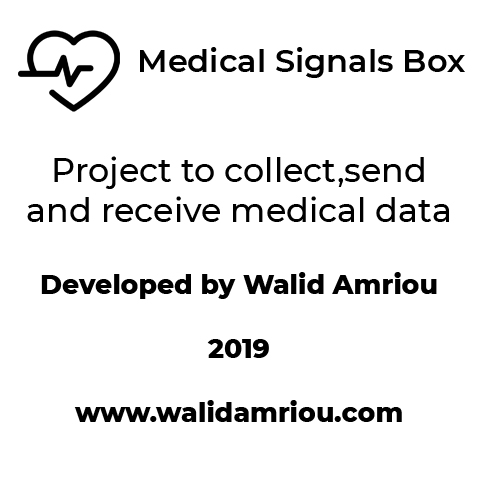 Medical Signals Box
Project to collect,send
and receive medical data
Developed by Walid Amriou
2019
www.walidamriou.com